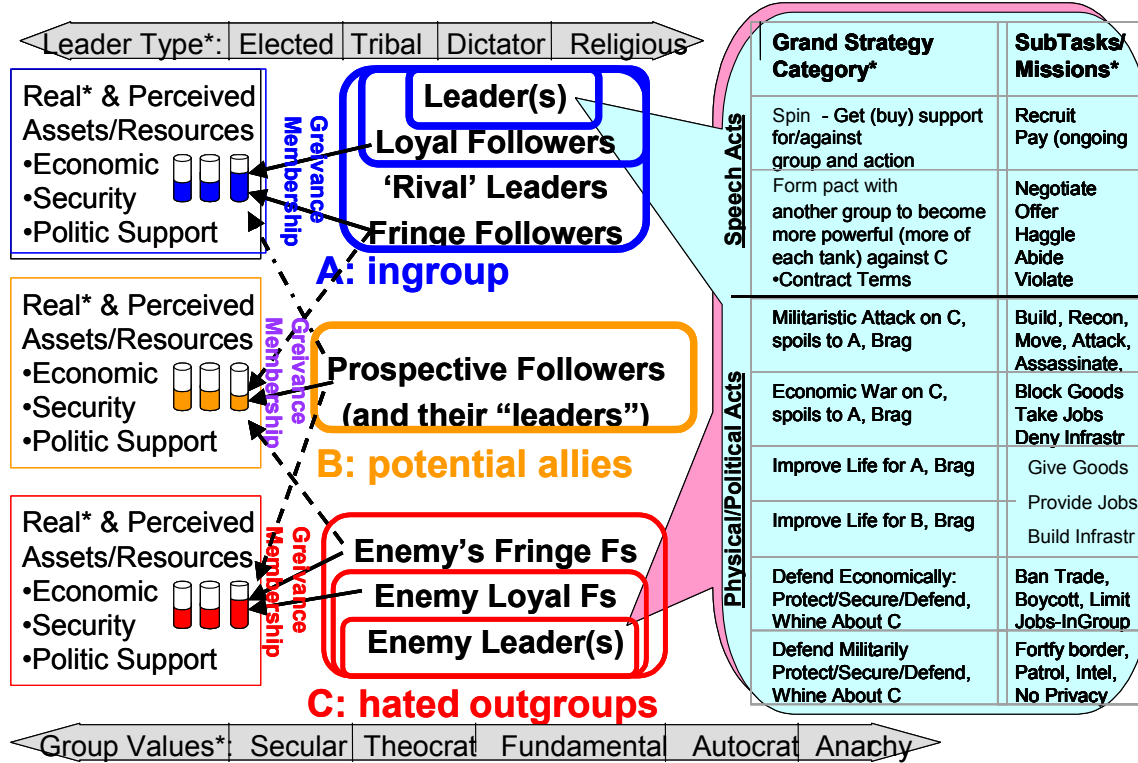 Leader Type*: Elected Tribal Dictator Religious
Real* & Perceived
Assets/Resources
•Economic
•Security
•Politic Support
Greivance
Membership
Leader(s)
Loyal Followers
‘Rival’ Leaders
Fringe Followers
A: ingroup
Real* & Perceived
Assets/Resources
•Economic
•Security
•Politic Support
Greivance
Membership
Prospective Followers
(and their “leaders”)
B: potential allies
Real* & Perceived
Assets/Resources
•Economic
•Security
•Politic Support
Greivance
Membership
Enemy’s Fringe Fs
Enemy Loyal Fs
Enemy Leader(s)
C: hated outgroups
Group Values*: Secular Theocrat Fundamental Autocrat Anarchy
Grand Strategy
Category*
SubTasks/
Missions*
Speech Acts
Spin - Get (buy) support
for/against
group and action
Recruit
Pay (ongoing
Form pact with
another group to become
more powerful (more of
each tank) against C
•Contract Terms
Negotiate
Offer
Haggle
Abide
Violate
Physical/Political Acts
Militaristic Attack on C,
spoils to A, Brag
Build, Recon,
Move, Attack,
Assassinate,
Economic War on C,
spoils to A, Brag
Block Goods
Take Jobs
Deny Infrastr
Improve Life for A, Brag
Improve Life for B, Brag
Give Goods
Provide Jobs
Build Infrastr
Defend Economically:
Protect/Secure/Defend,
Whine About C
Ban Trade,
Boycott, Limit
Jobs-InGroup
Defend Militarily
Protect/Secure/Defend,
Whine About C
Fortfy border,
Patrol, Intel,
No Privacy